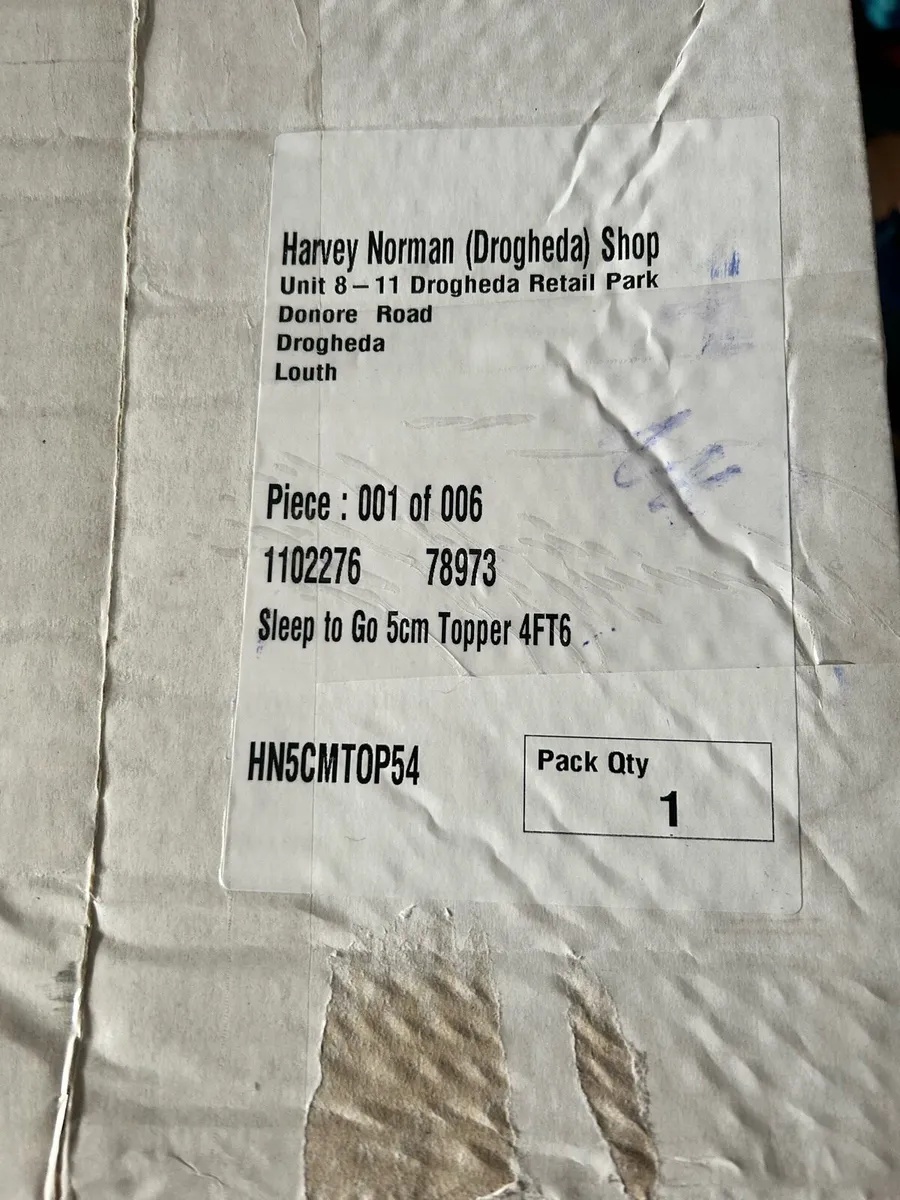 Harvey Norman (Drogheda) Shop
Unit 8-11 Drogheda Retail Park
Donore Road
Drogheda
Louth
Piece : 001 of 006
1102276 78973
Sleep to Go 5cm Topper 4FT6
HN5CMTOP54
Pack Qty
1